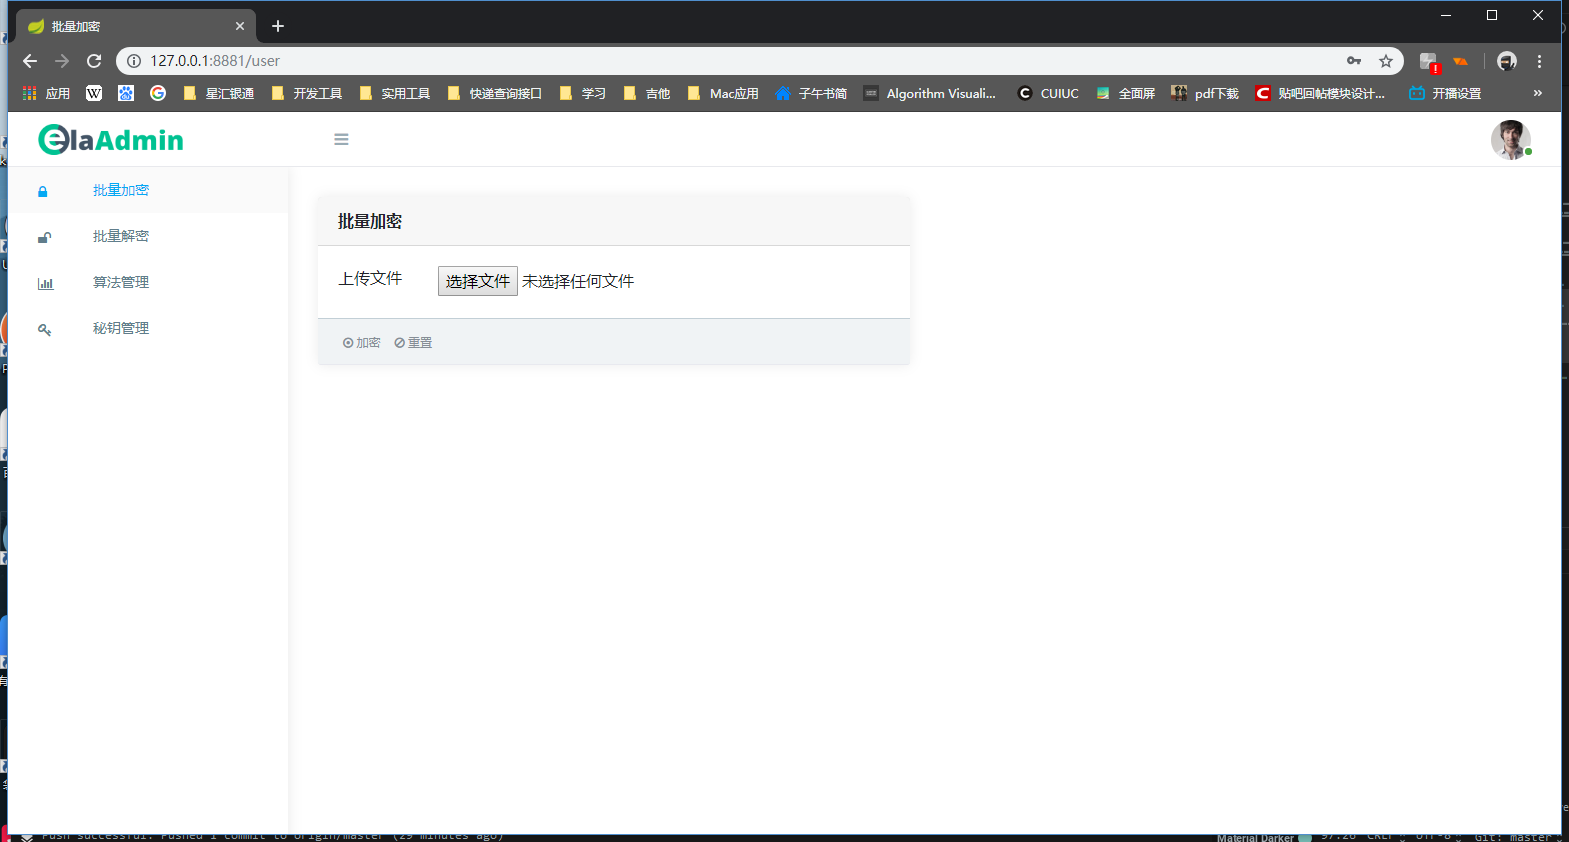 批量加密
127.0.0.1:8881/user
应用 星汇银通 开发工具 实用工具 快递查询接口 学习 吉他 Mac应用 子午书简 Algorithm Visuali... CUIUC 全面屏 pdf下载 贴吧回帖模块设计... 开播设置 »
elaAdmin
批量加密
批量解密
算法管理
秘钥管理
批量加密
上传文件 选择文件 未选择任何文件
加密 重置
Push successful: Pushed 1 commit to origin/master (29 minutes ago) Material Darker 97:26 CRLF UTF-8 Git: master